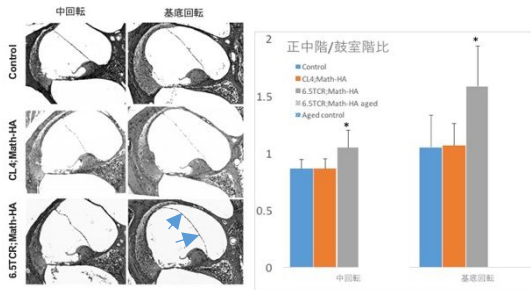 中回転
基底回転
Control
CL4;Math-HA
6.5TCR;Math-HA
正中階/鼓室階比
Control
CL4;Math-HA
6.5TCR;Math-HA
6.5TCR;Math-HA aged
Aged control
2
1.5
1
0.5
0
*
*
中回転
基底回転